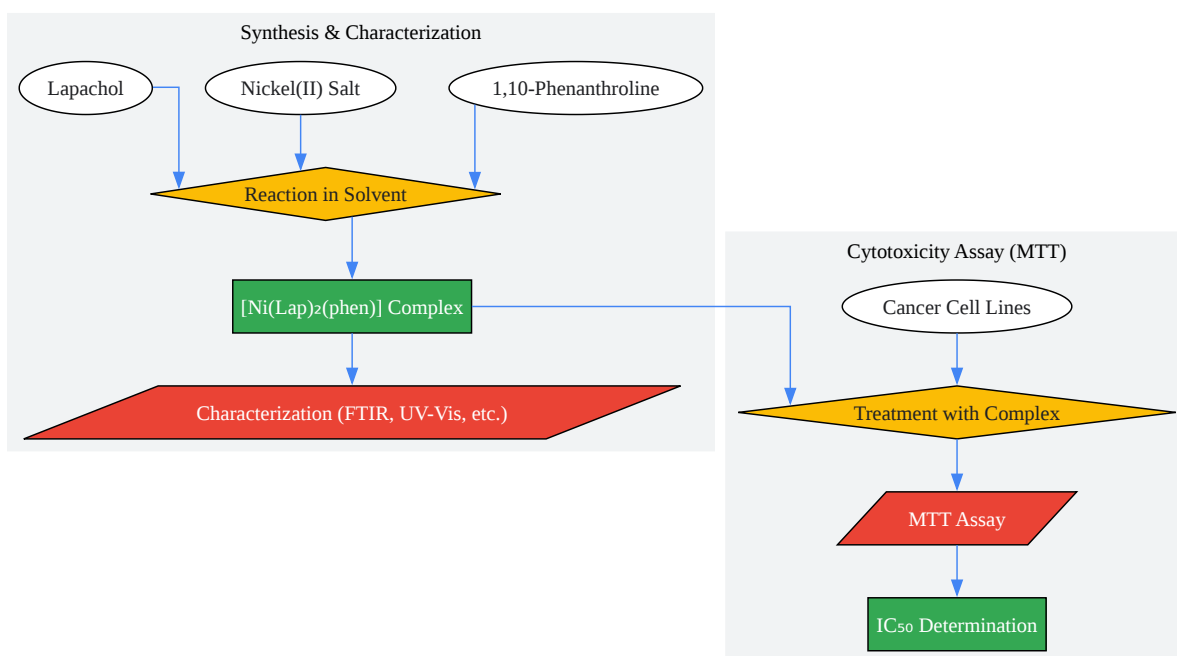 Synthesis & Characterization
Lapachol
Nickel(II) Salt
1,10-Phenanthroline
Reaction in Solvent
[Ni(Lap)₂(phen)] Complex
Characterization (FTIR, UV-Vis, etc.)
Cytotoxicity Assay (MTT)
Cancer Cell Lines
Treatment with Complex
MTT Assay
IC₅₀ Determination